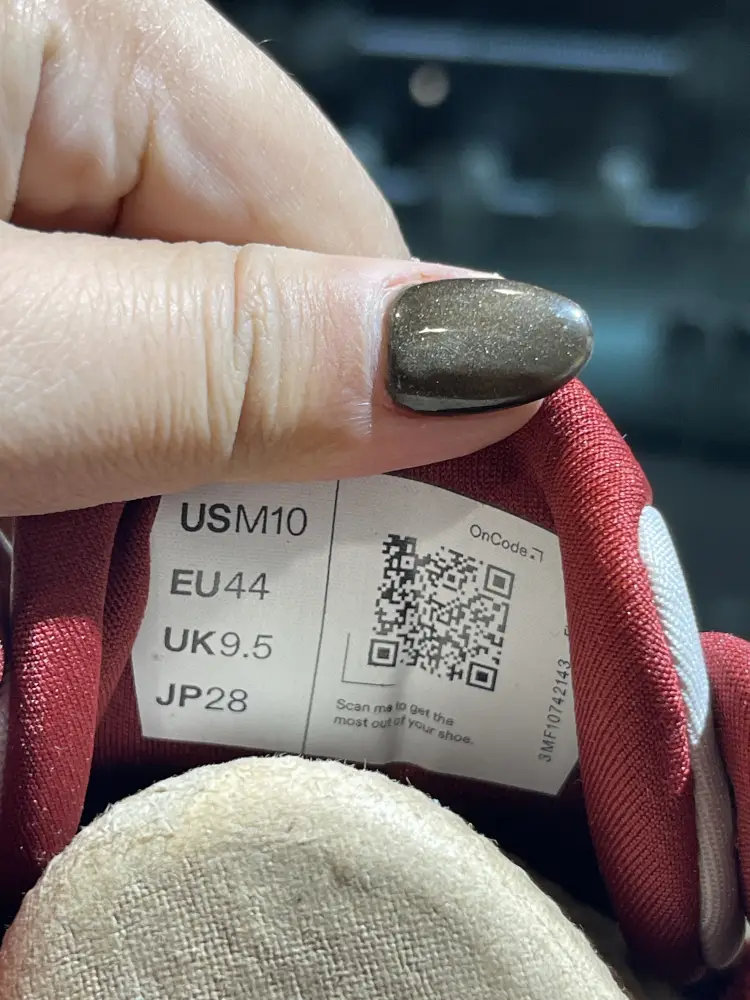 USM10
EU44
UK9.5
JP28
OnCode
Scan me to get the
most out of your shoe.
3MF10742143